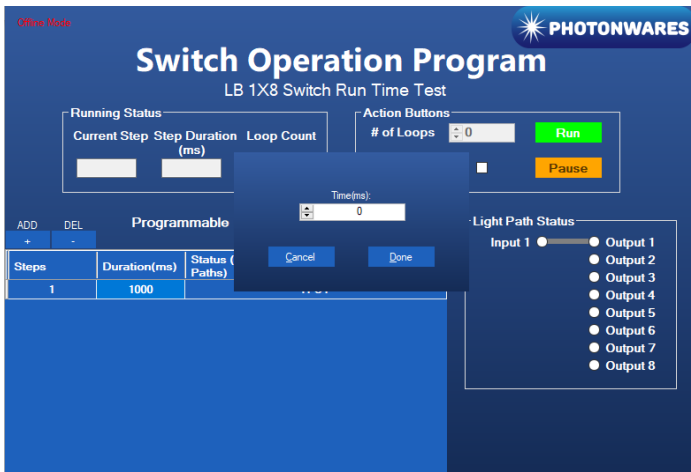 Offline Mode
PHOTONWARES
Switch Operation Program
LB 1X8 Switch Run Time Test
Running Status
Current Step Step Duration (ms) Loop Count
Action Buttons
# of Loops 0 Run
Pause
Time(ms):
0
Cancel Done
ADD DEL
+ -
Programmable
Steps Duration(ms) Status ( Paths)
1 1000
Light Path Status
Input 1 Output 1
Output 2
Output 3
Output 4
Output 5
Output 6
Output 7
Output 8